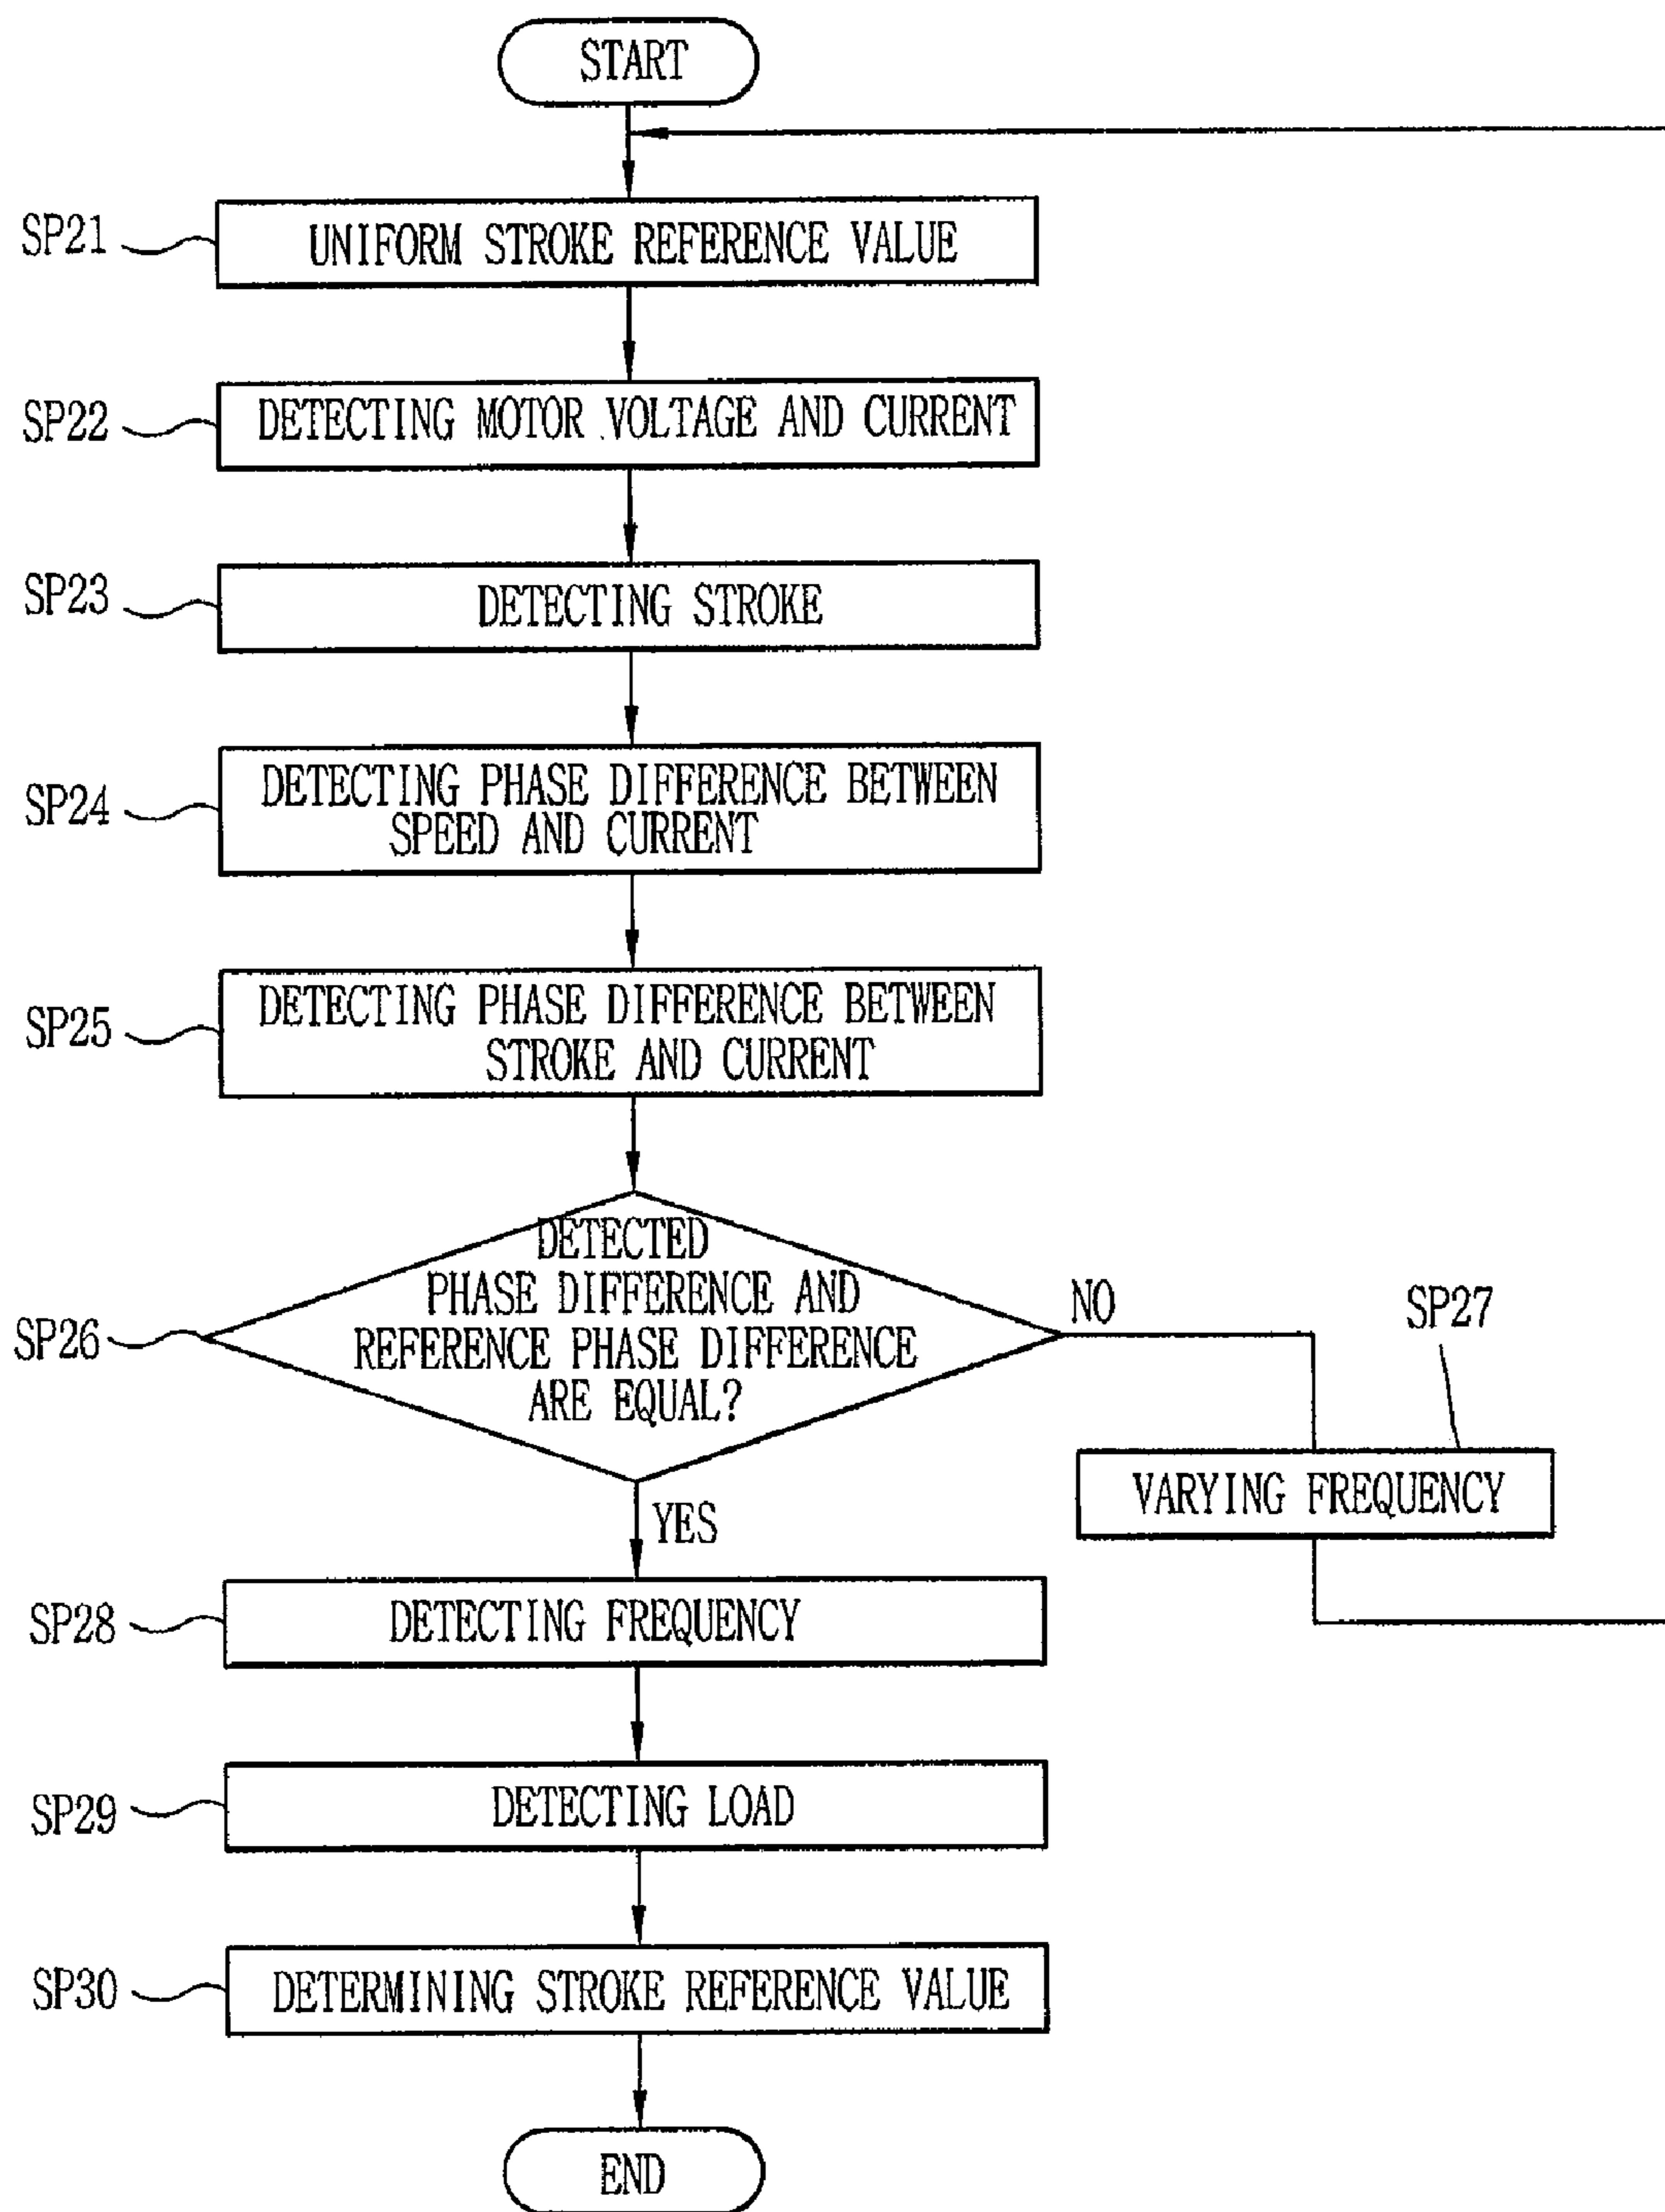 START
SP21
UNIFORM STROKE REFERENCE VALUE
SP22
DETECTING MOTOR VOLTAGE AND CURRENT
SP23
DETECTING STROKE
SP24
DETECTING PHASE DIFFERENCE BETWEEN
SPEED AND CURRENT
SP25
DETECTING PHASE DIFFERENCE BETWEEN
STROKE AND CURRENT
SP26
DETECTED
PHASE DIFFERENCE AND
REFERENCE PHASE DIFFERENCE
ARE EQUAL?
NO
SP27
VARYING FREQUENCY
YES
SP28
DETECTING FREQUENCY
SP29
DETECTING LOAD
SP30
DETERMINING STROKE REFERENCE VALUE
END